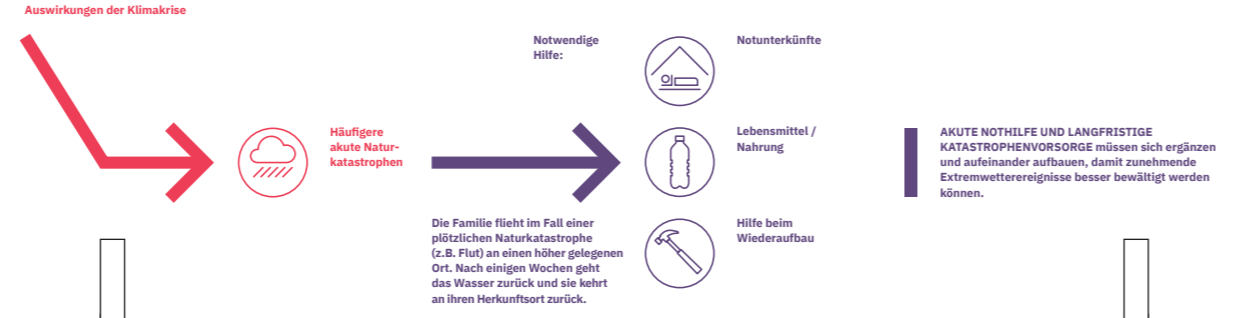 Auswirkungen der Klimakrise
Häufigere
akute Natur-
katastrophen
Notwendige
Hilfe:
Notunterkünfte
Lebensmittel /
Nahrung
Hilfe beim
Wiederaufbau
Die Familie flieht im Fall einer
plötzlichen Naturkatastrophe
(z.B. Flut) an einen höher gelegenen
Ort. Nach einigen Wochen geht
das Wasser zurück und sie kehrt
an ihren Herkunftsort zurück.
AKUTE NOTHILFE UND LANGFRISTIGE
KATASTROPHENVORSORGE müssen sich ergänzen
und aufeinander aufbauen, damit zunehmende
Extremwetterereignisse besser bewältigt werden
können.